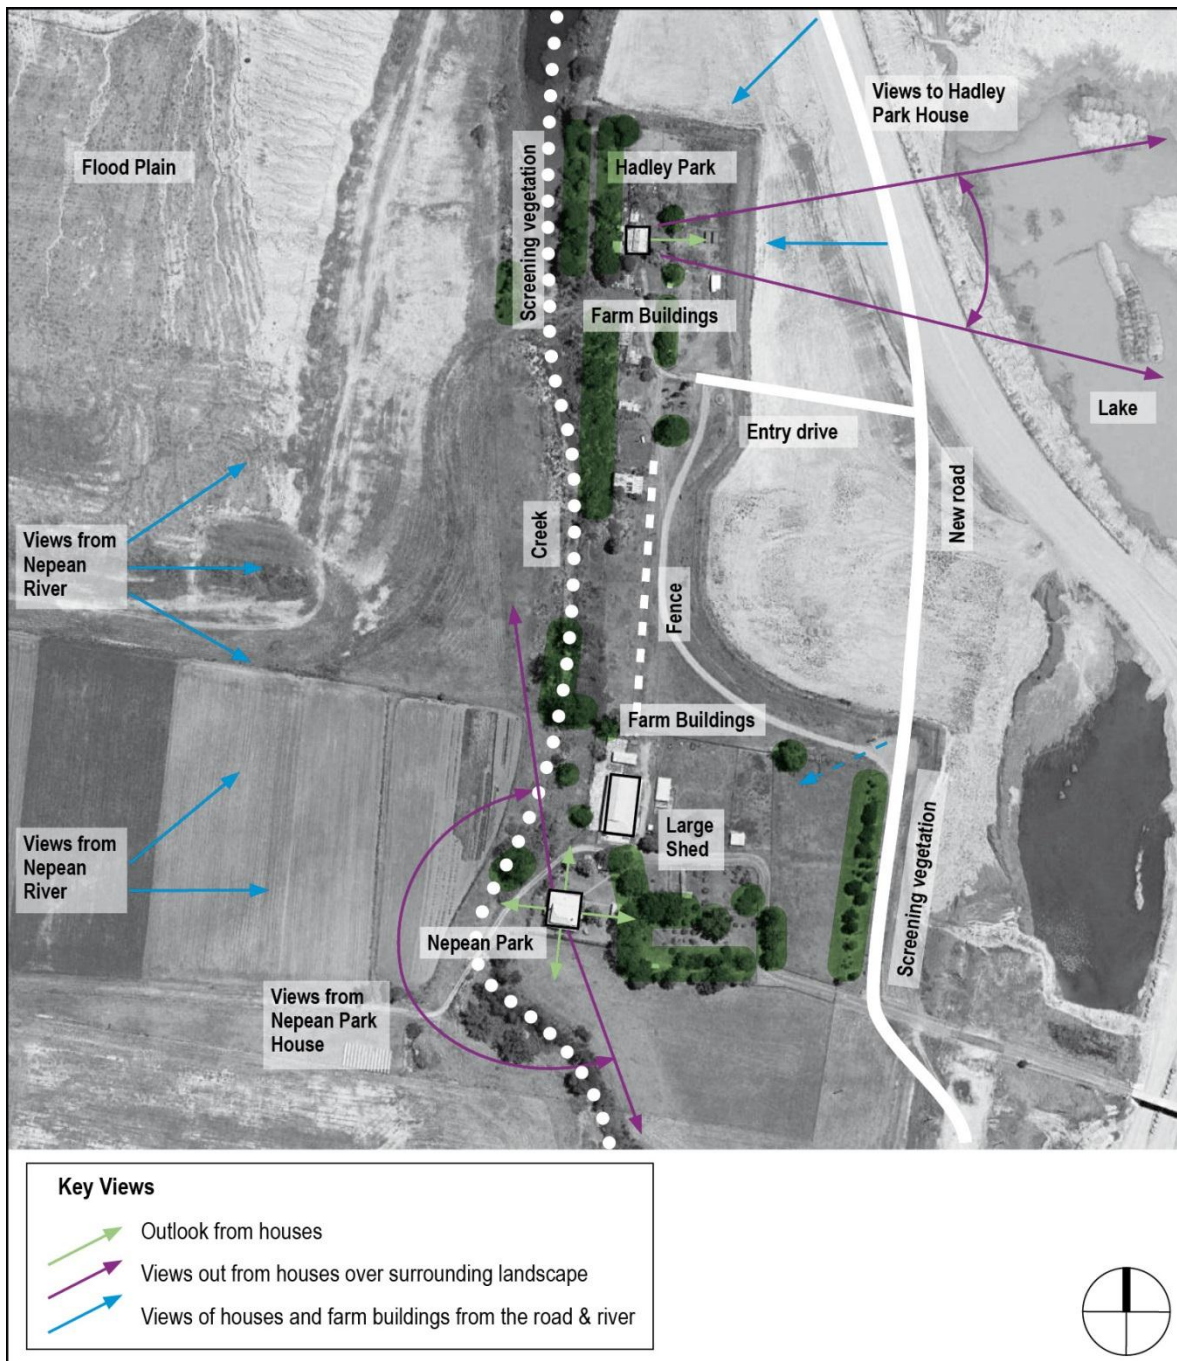 Views to Hadley
Park House
Flood Plain
Hadley Park
Screening vegetation
Farm Buildings
Lake
Entry drive
New road
Views from
Nepean
River
Creek
Fence
Farm Buildings
Views from
Nepean
River
Large
Shed
Screening vegetation
Nepean Park
Views from
Nepean Park
House
Key Views
Outlook from houses
Views out from houses over surrounding landscape
Views of houses and farm buildings from the road & river